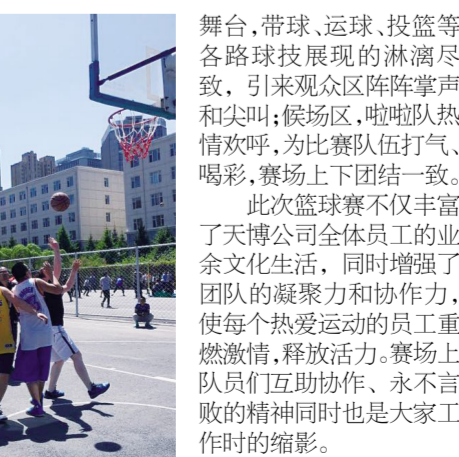 舞台,带球、运球、投篮等
各路球技展现的淋漓尽
致，引来观众区阵阵掌声
和尖叫;候场区,啦啦队热
情欢呼,为比赛队伍打气、
喝彩,赛场上下团结一致。
此次篮球赛不仅丰富
了天博公司全体员工的业
余文化生活，同时增强了
团队的凝聚力和协作力，
使每个热爱运动的员工重
燃激情,释放活力。赛场上
队员们互助协作、永不言
败的精神同时也是大家工
作时的缩影。